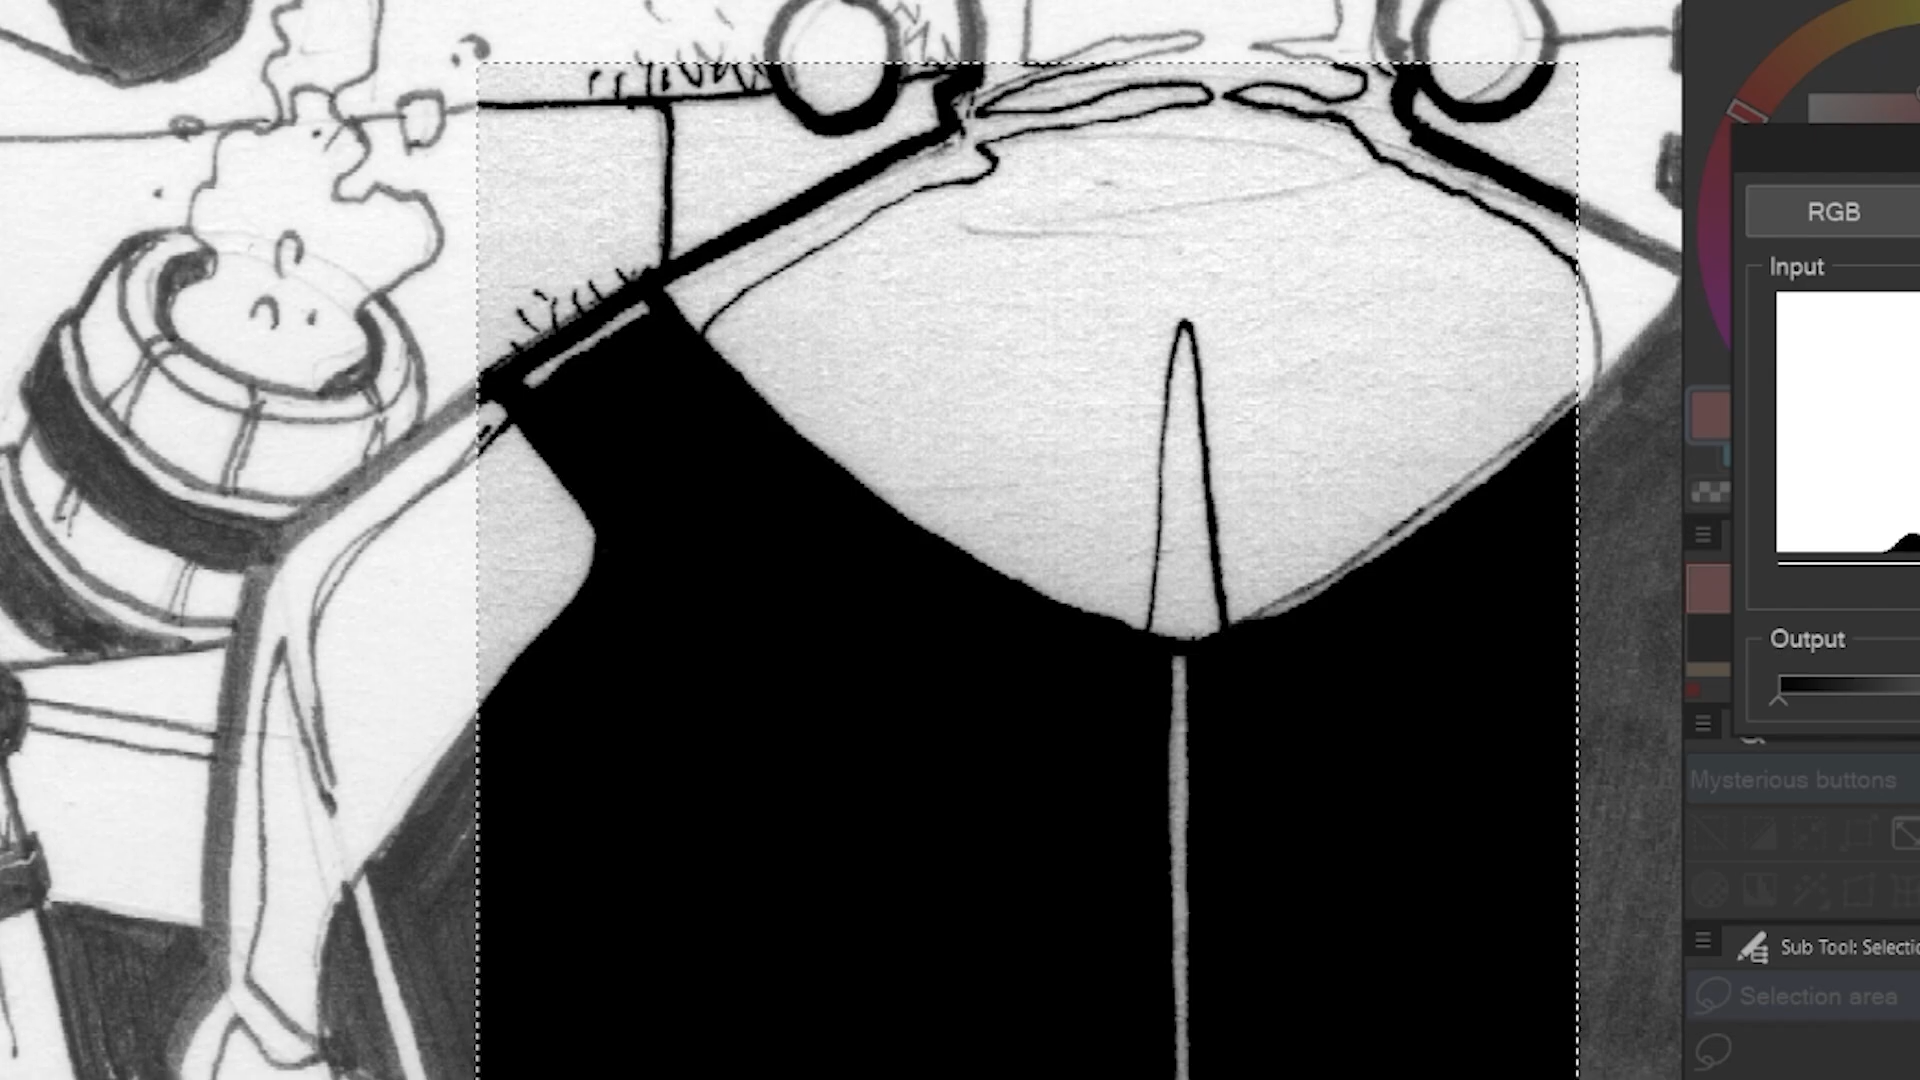 RGB
Input
Output
Mysterious buttons
Sub Tool: Selectio
Selection area